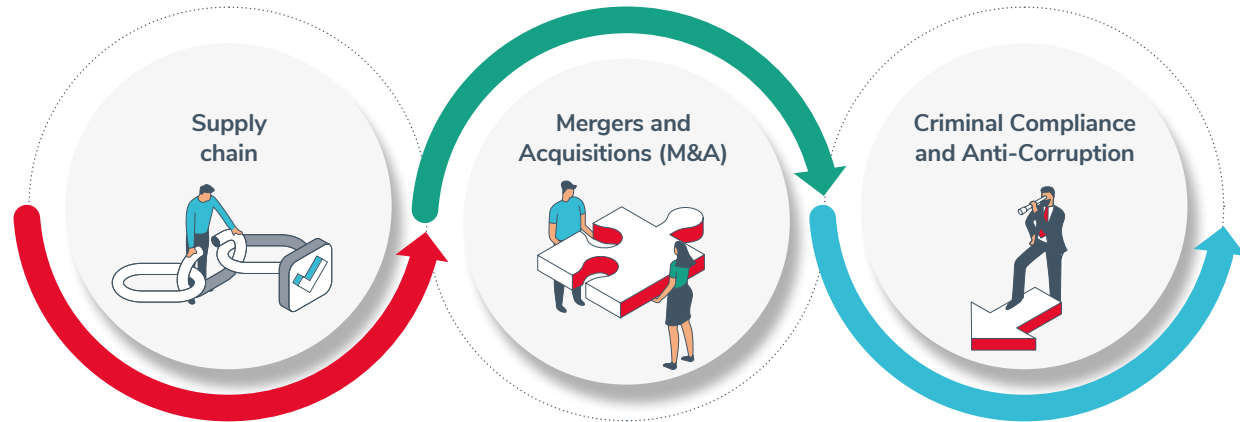 Supply
chain
Mergers and
Acquisitions (M&A)
Criminal Compliance
and Anti-Corruption